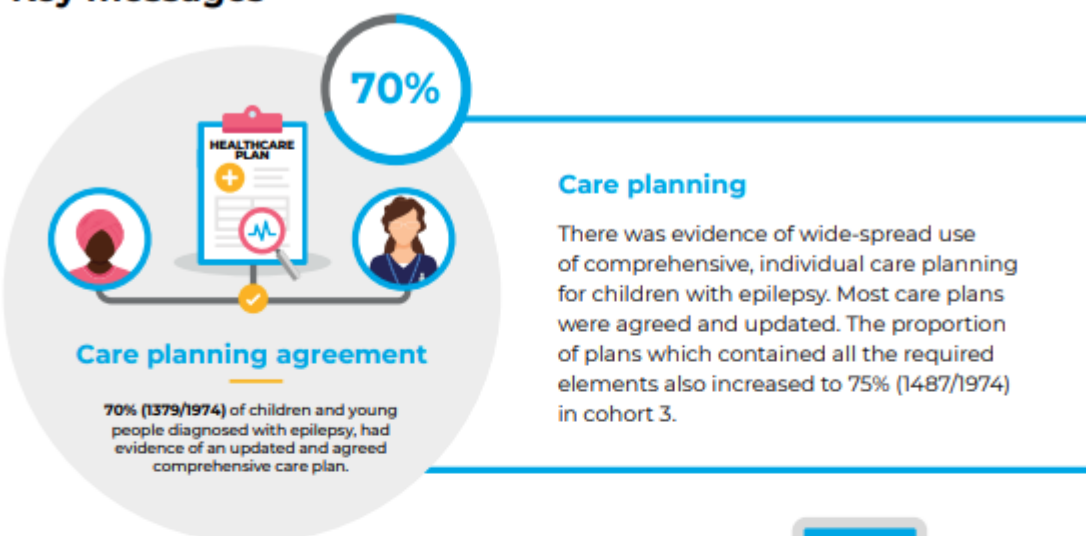 Key messages
70%
HEALTHCARE
PLAN
Care planning agreement
70% (1379/1974) of children and young
people diagnosed with epilepsy, had
evidence of an updated and agreed
comprehensive care plan.
Care planning
There was evidence of wide-spread use
of comprehensive, individual care planning
for children with epilepsy. Most care plans
were agreed and updated. The proportion
of plans which contained all the required
elements also increased to 75% (1487/1974)
in cohort 3.